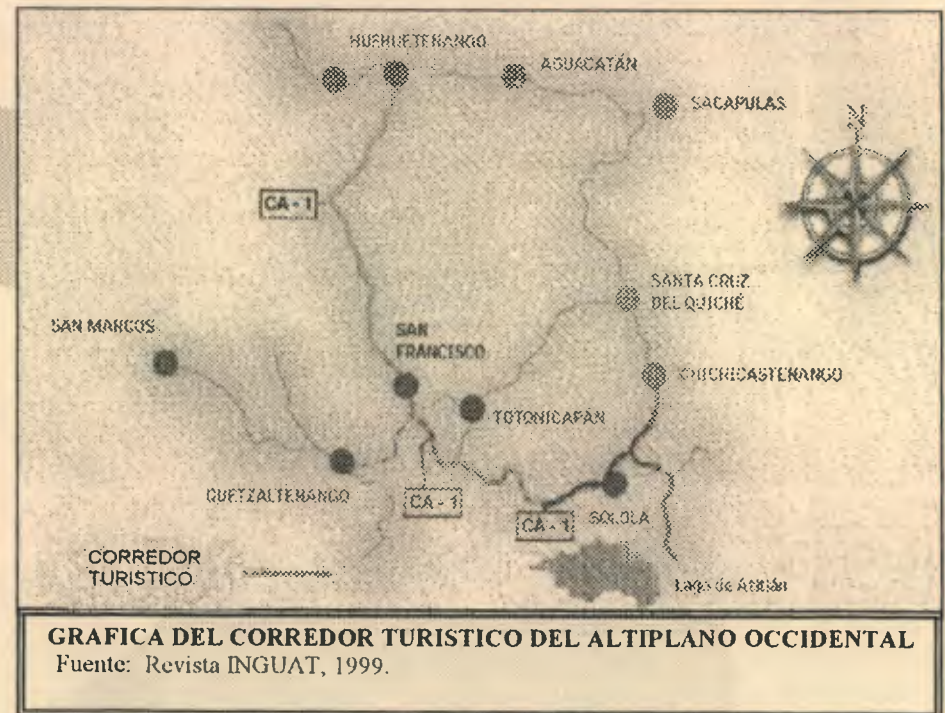 HUEHUETENANGO
AGUACATÁN
SACAPULAS
N
CA - 1
SANTA CRUZ
DEL QUICHÉ
SAN MARCOS
SAN
FRANCISCO
CHICHICASTENANGO
TOTONICAPÁN
QUETZALTENANGO
CA - 1
CA - 1
SOLOLA
CORREDOR
TURISTICO
Lago de Atitlán
GRAFICA DEL CORREDOR TURISTICO DEL ALTIPLANO OCCIDENTAL
Fuente: Revista INGUAT, 1999.